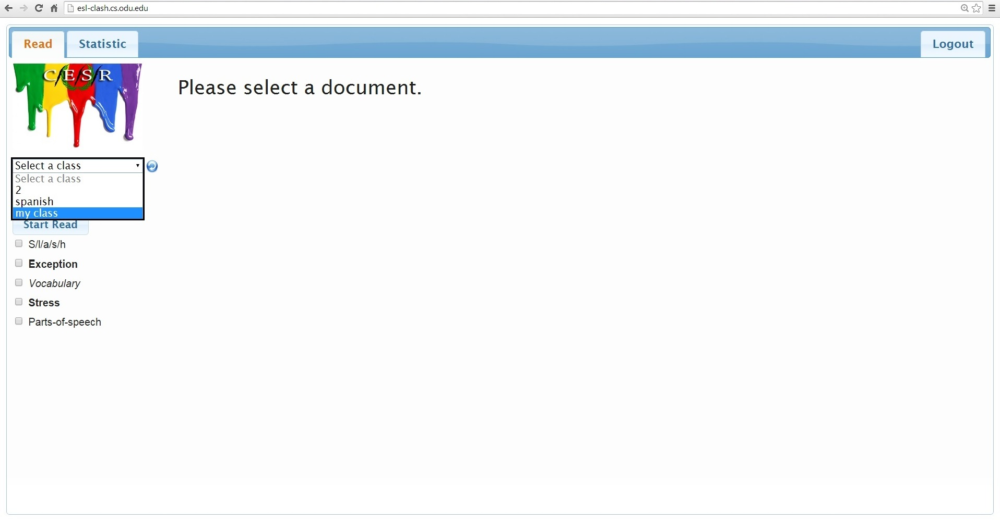 esl-clash.cs.odu.edu
Read
Statistic
Logout
C/E/S/R
Please select a document.
Select a class
Select a class
2
spanish
my class
Start Read
S/l/a/s/h
Exception
Vocabulary
Stress
Parts-of-speech